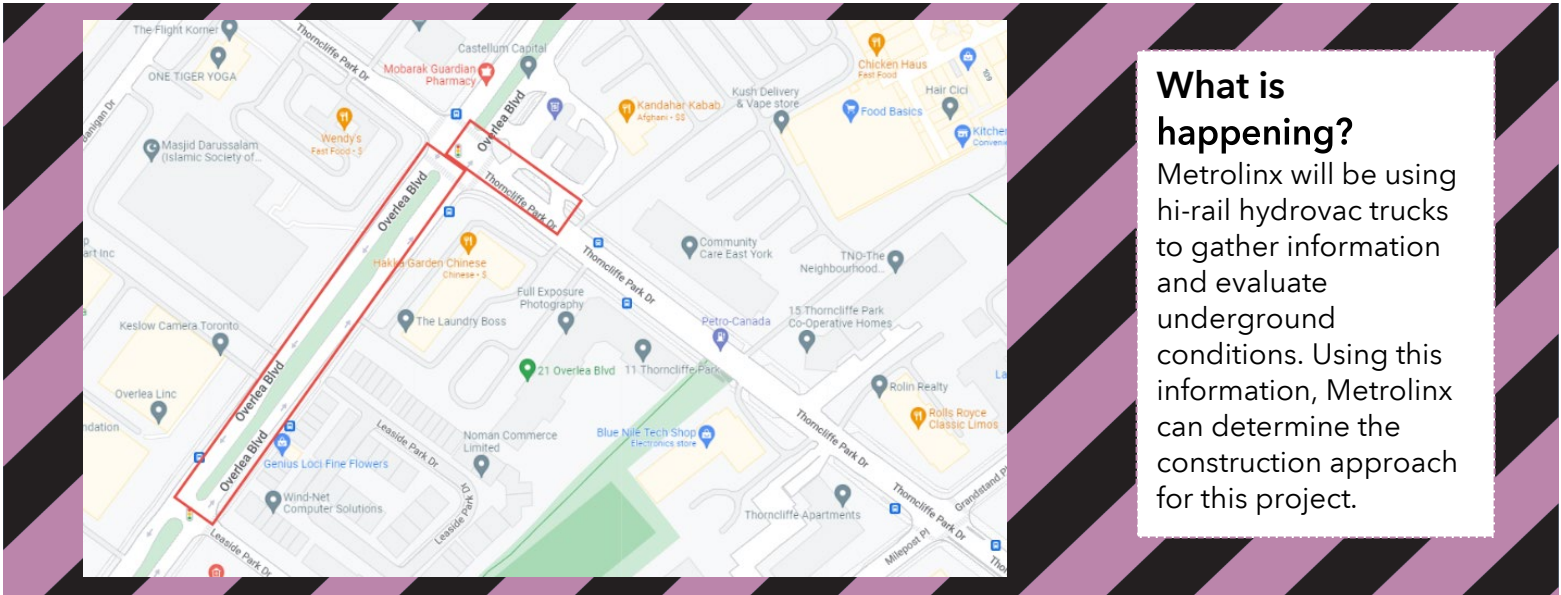 The Flight Korner
Thorncliffe Park Dr
Castellum Capital
ONE TIGER YOGA
Mobarak Guardian
Pharmacy
Chicken Haus
Fast Food
109
Hair Cici
Kush Delivery
& Vape store
Food Basics
Kandahar Kabab
Afghani - $$
Overlea Blvd
Wendy's
Fast Food • $
Masjid Darussalam
(Islamic Society of...
Overlea Blvd
Thorncliffe Park Dr
Hakka Garden Chinese
Chinese • $
Thorncliffe Park Dr
Community
Care East York
TNO-The
Neighbourhood...
Full Exposure
Photography
The Laundry Boss
Petro-Canada
15 Thorncliffe Park
Co-Operative Homes
Keslow Camera Toronto
21 Overlea Blvd
11 Thorncliffe Park
Overlea Linc
Overlea Blvd
Rolin Realty
Rolls Royce
Classic Limos
Thorncliffe Park Dr
Leaside Park Dr
Noman Commerce
Limited
Blue Nile Tech Shop
Electronics store
Overlea Blvd
Genius Loci Fine Flowers
Wind-Net
Computer Solutions
Leaside Park Dr
Thorncliffe Apartments
Thorncliffe Park Dr
Grandstand Pl
Milepost Pl
Leaside Park Dr
What is
happening?
Metrolinx will be using
hi-rail hydrovac trucks
to gather information
and evaluate
underground
conditions. Using this
information, Metrolinx
can determine the
construction approach
for this project.